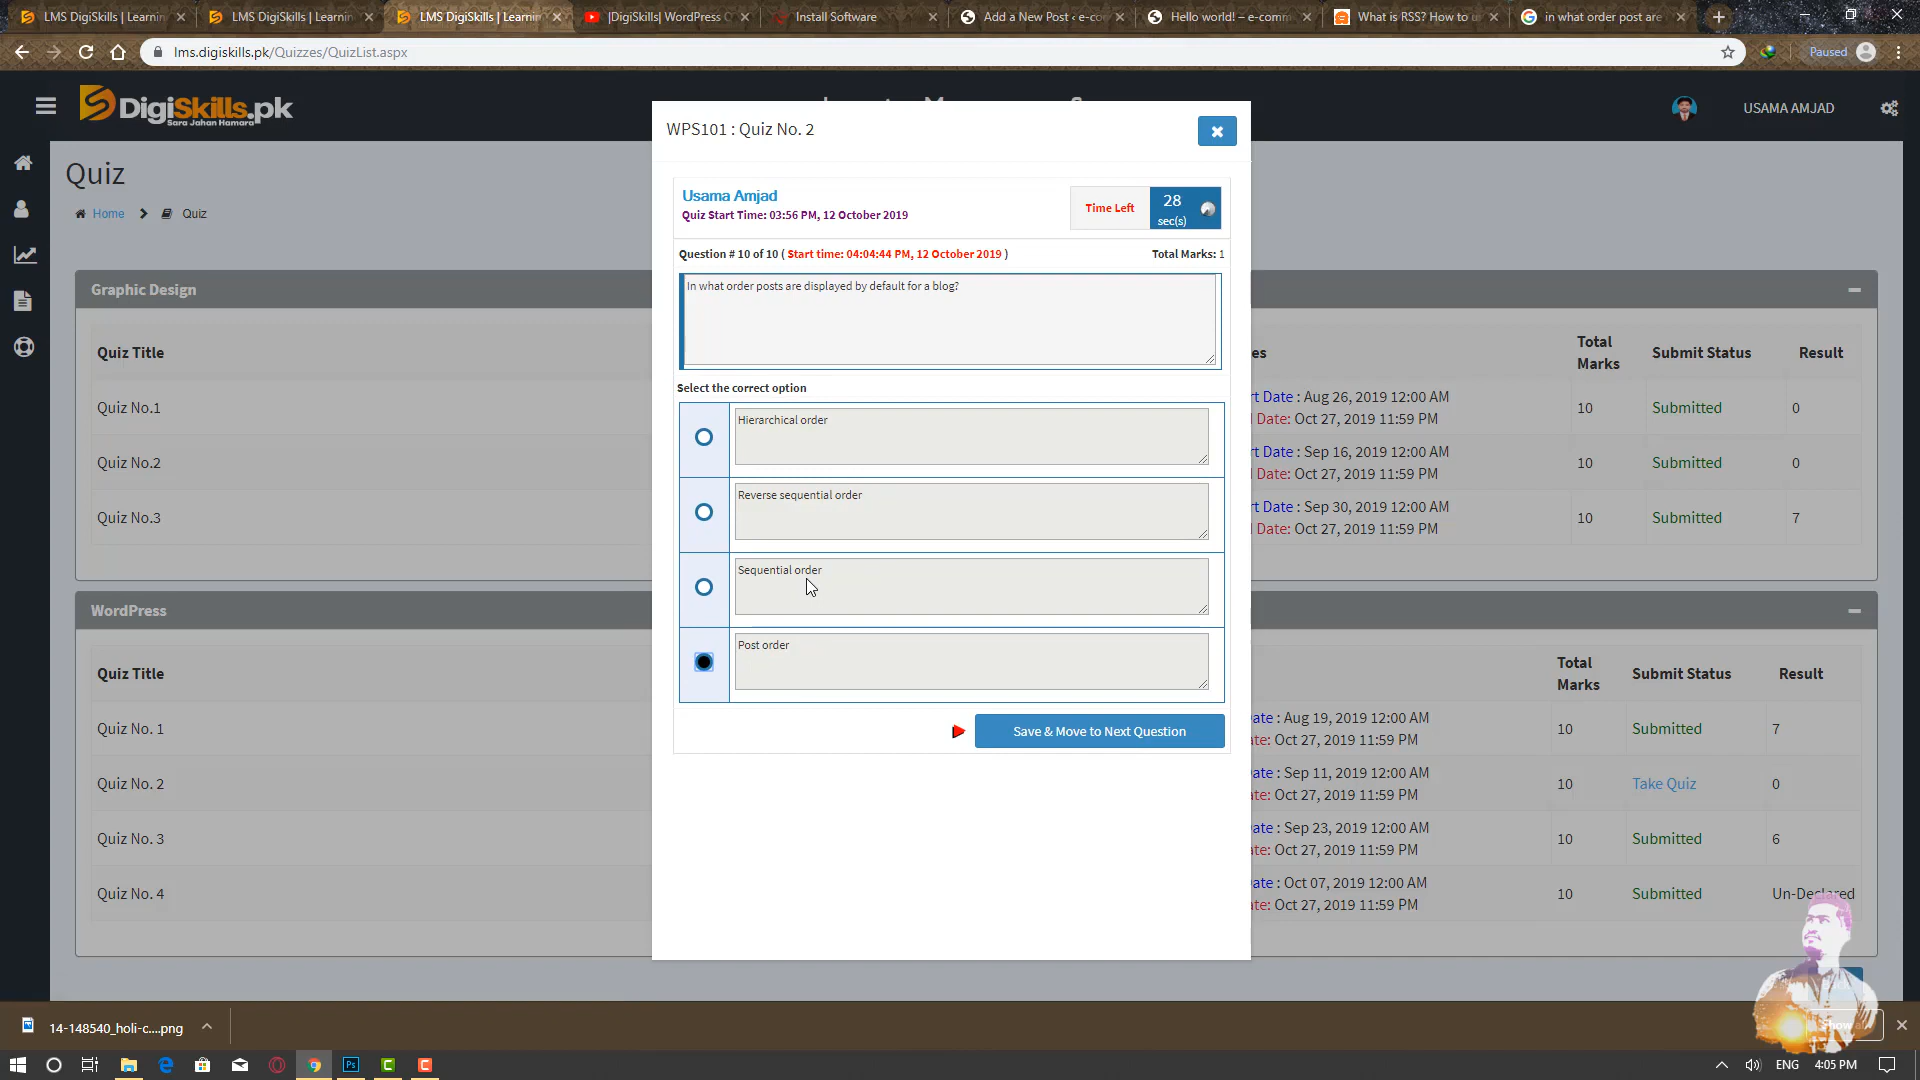 LMS DigiSkills | Learnin
LMS DigiSkills | Learnin
LMS DigiSkills | Learnin
|DigiSkills| WordPress
Install Software
Add a New Post ‹ e-co
Hello world! – e-comm
What is RSS? How to
in what order post are
lms.digiskills.pk/Quizzes/QuizList.aspx
Paused
DigiSkills.pk
Sara Jahan Hamara
USAMA AMJAD
Quiz
Home
Quiz
WPS101 : Quiz No. 2
Usama Amjad
Quiz Start Time: 03:56 PM, 12 October 2019
Time Left
28
sec(s)
Question # 10 of 10 ( Start time: 04:04:44 PM, 12 October 2019 )
Total Marks: 1
In what order posts are displayed by default for a blog?
Select the correct option
Hierarchical order
Reverse sequential order
Sequential order
Post order
Save & Move to Next Question
Graphic Design
Quiz Title
es
Total Marks
Submit Status
Result
Quiz No.1
rt Date : Aug 26, 2019 12:00 AM
d Date: Oct 27, 2019 11:59 PM
10
Submitted
0
Quiz No.2
rt Date : Sep 16, 2019 12:00 AM
d Date: Oct 27, 2019 11:59 PM
10
Submitted
0
Quiz No.3
rt Date : Sep 30, 2019 12:00 AM
d Date: Oct 27, 2019 11:59 PM
10
Submitted
7
WordPress
Quiz Title
Total Marks
Submit Status
Result
Quiz No. 1
ate : Aug 19, 2019 12:00 AM
ate: Oct 27, 2019 11:59 PM
10
Submitted
7
Quiz No. 2
ate : Sep 11, 2019 12:00 AM
ate: Oct 27, 2019 11:59 PM
10
Take Quiz
0
Quiz No. 3
ate : Sep 23, 2019 12:00 AM
ate: Oct 27, 2019 11:59 PM
10
Submitted
6
Quiz No. 4
ate : Oct 07, 2019 12:00 AM
ate: Oct 27, 2019 11:59 PM
10
Submitted
Un-Declared
14-148540_holi-c....png
Show
Ps
ENG
4:05 PM